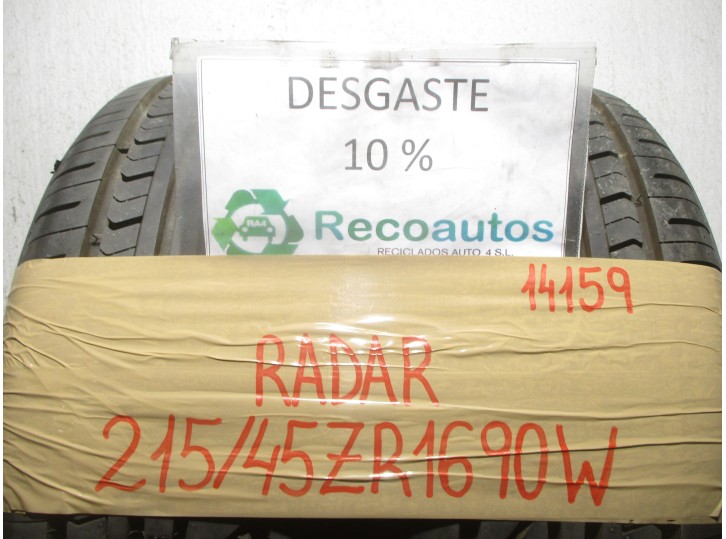 DESGASTE
10 %
RA4
Recoautos
RECICLADOS AUTO 4 S.L.
14159
RADAR
215/45ZR1690W